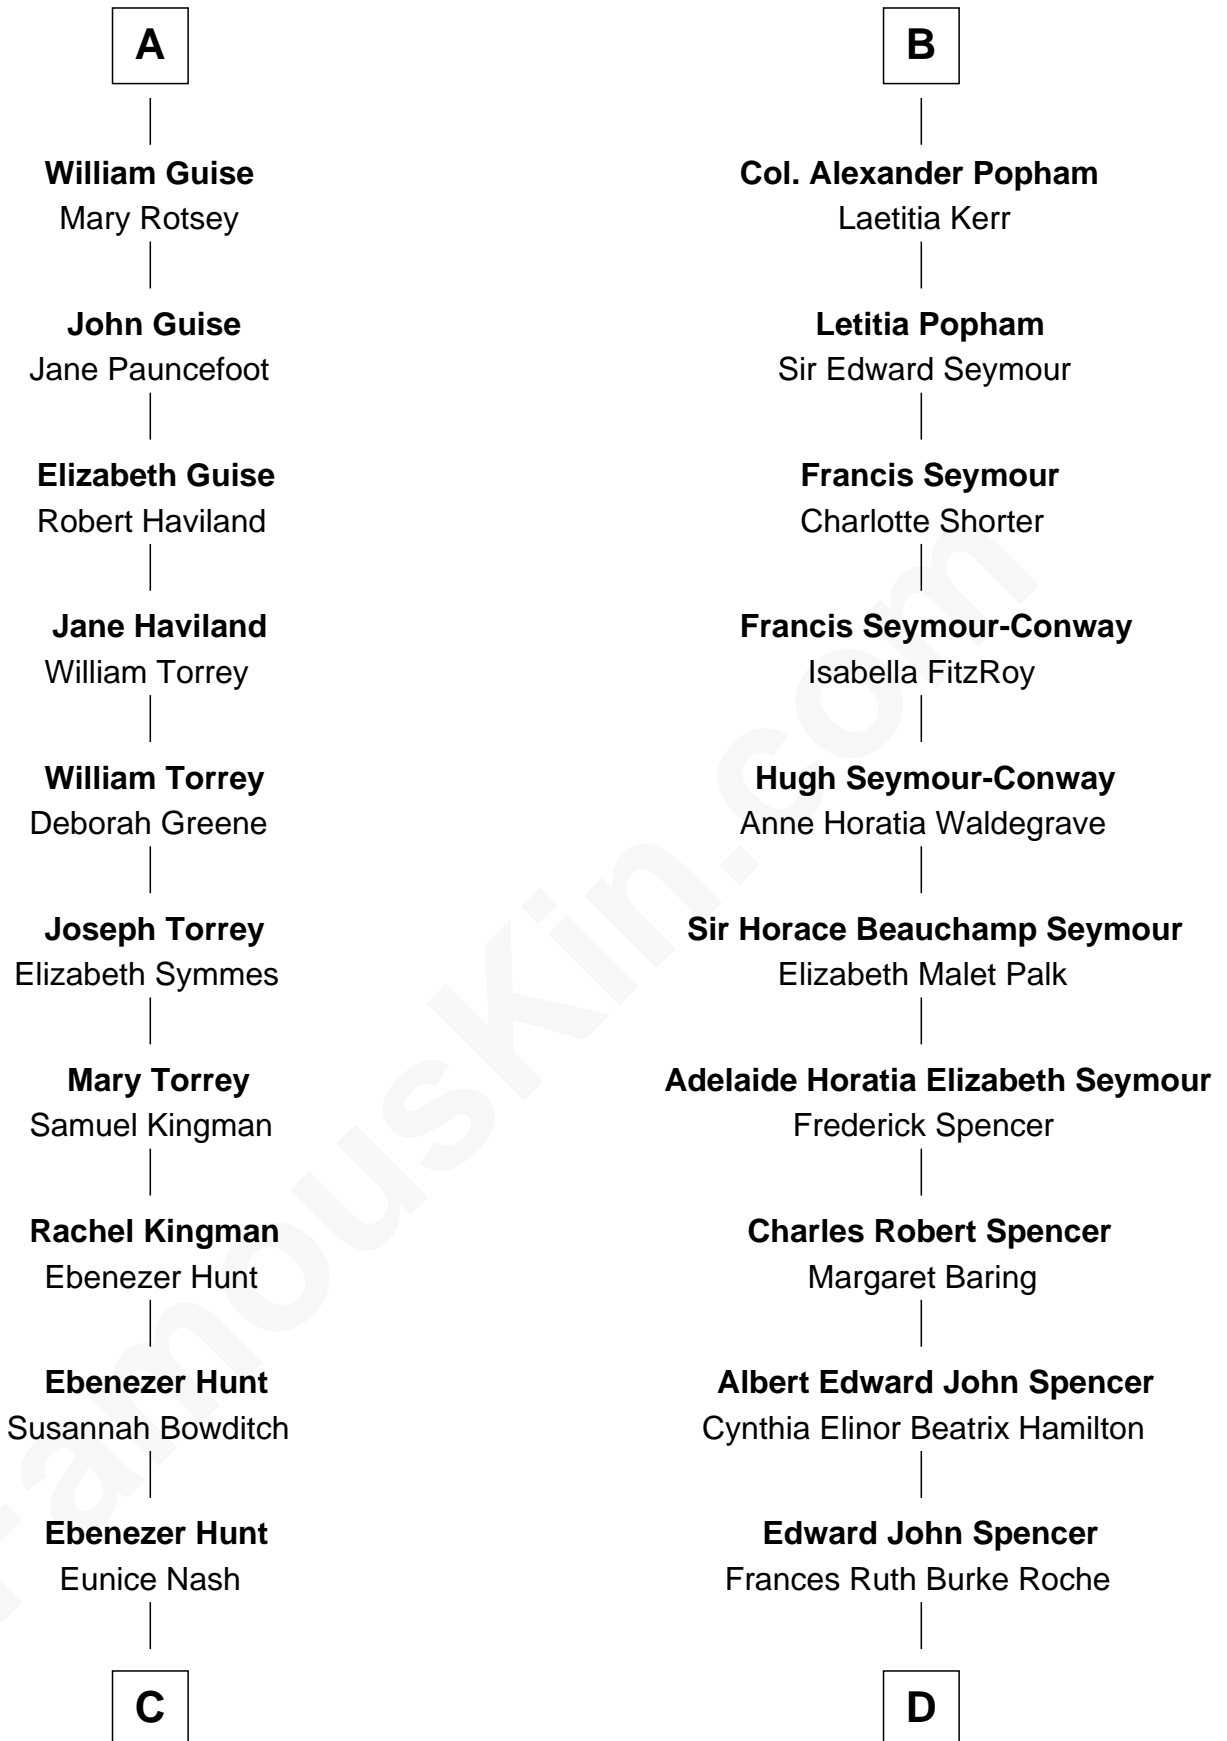 A
William Guise
Mary Rotsey
John Guise
Jane Pauncefoot
Elizabeth Guise
Robert Haviland
Jane Haviland
William Torrey
William Torrey
Deborah Greene
Joseph Torrey
Elizabeth Symmes
Mary Torrey
Samuel Kingman
Rachel Kingman
Ebenezer Hunt
Ebenezer Hunt
Susannah Bowditch
Ebenezer Hunt
Eunice Nash
C
B
Col. Alexander Popham
Laetitia Kerr
Letitia Popham
Sir Edward Seymour
Francis Seymour
Charlotte Shorter
Francis Seymour-Conway
Isabella FitzRoy
Hugh Seymour-Conway
Anne Horatia Waldegrave
Sir Horace Beauchamp Seymour
Elizabeth Malet Palk
Adelaide Horatia Elizabeth Seymour
Frederick Spencer
Charles Robert Spencer
Margaret Baring
Albert Edward John Spencer
Cynthia Elinor Beatrix Hamilton
Edward John Spencer
Frances Ruth Burke Roche
D
FamousKin.com